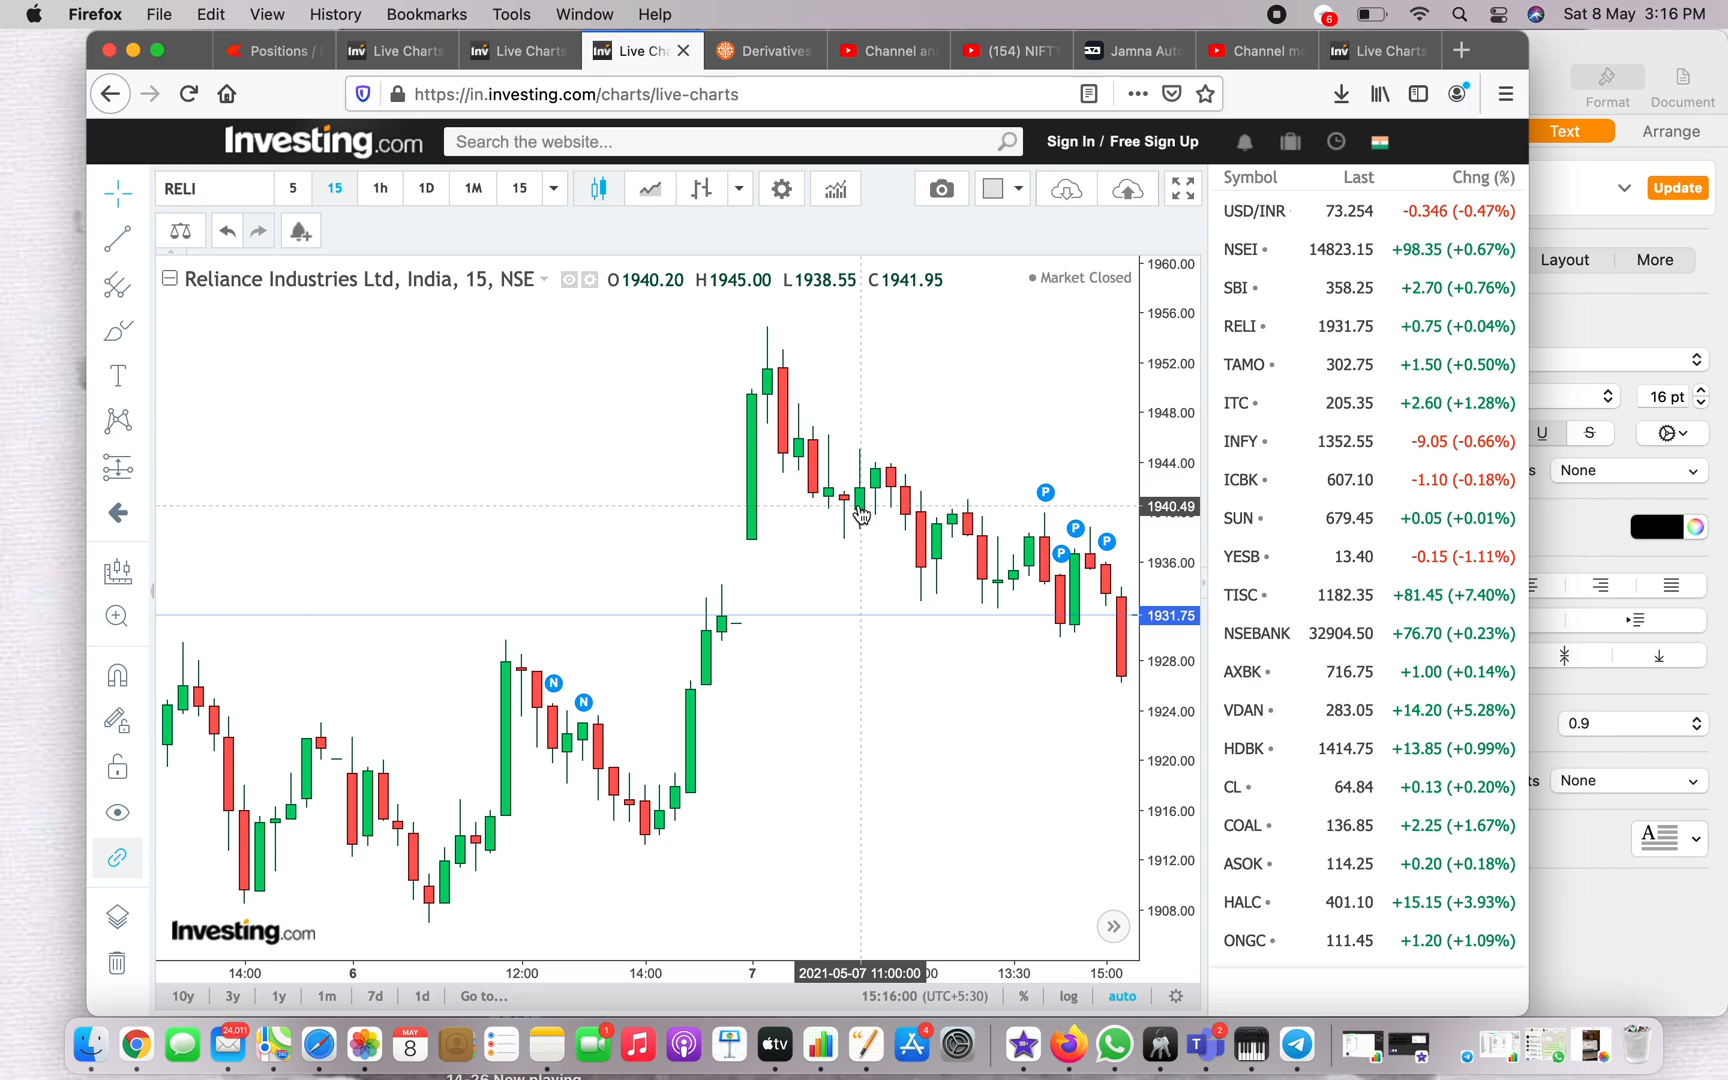 Firefox File Edit View History Bookmarks Tools Window Help
6
Sat 8 May 3:16 PM
Positions / Inv Live Charts Inv Live Charts Inv Live Cha Derivatives Channel an (154) NIFTY Jamna Auto Channel mo Inv Live Charts
https://in.investing.com/charts/live-charts
Format Document
Investing.com Search the website... Sign In / Free Sign Up
Text Arrange
RELI 5 15 1h 1D 1M 15
Update
Layout More
Reliance Industries Ltd, India, 15, NSE O1940.20 H1945.00 L1938.55 C1941.95
Market Closed
1960.00
1956.00
1952.00
1948.00
1944.00
1940.49
1936.00
1931.75
1928.00
1924.00
1920.00
1916.00
1912.00
1908.00
N
N
P
P
P
P
Investing.com
14:00 6 12:00 14:00 7 2021-05-07 11:00:00 13:30 15:00
10y 3y 1y 1m 7d 1d Go to... 15:16:00 (UTC+5:30) % log auto
Symbol Last Chng (%)
USD/INR 73.254 -0.346 (-0.47%)
NSEI 14823.15 +98.35 (+0.67%)
SBI 358.25 +2.70 (+0.76%)
RELI 1931.75 +0.75 (+0.04%)
TAMO 302.75 +1.50 (+0.50%)
ITC 205.35 +2.60 (+1.28%)
INFY 1352.55 -9.05 (-0.66%)
ICBK 607.10 -1.10 (-0.18%)
SUN 679.45 +0.05 (+0.01%)
YESB 13.40 -0.15 (-1.11%)
TISC 1182.35 +81.45 (+7.40%)
NSEBANK 32904.50 +76.70 (+0.23%)
AXBK 716.75 +1.00 (+0.14%)
VDAN 283.05 +14.20 (+5.28%)
HDBK 1414.75 +13.85 (+0.99%)
CL 64.84 +0.13 (+0.20%)
COAL 136.85 +2.25 (+1.67%)
ASOK 114.25 +0.20 (+0.18%)
HALC 401.10 +15.15 (+3.93%)
ONGC 111.45 +1.20 (+1.09%)
16 pt
U S
None
0.9
None
A
24,011
MAY
8
1
tv
4
2